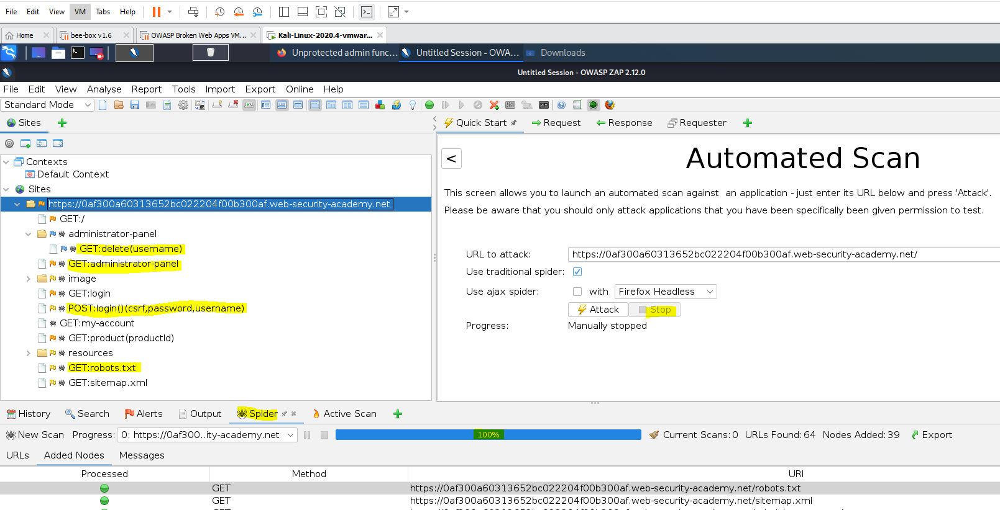 File Edit View VM Tabs Help
Home bee-box v1.6 OWASP Broken Web Apps VM... Kali-Linux-2020.4-vmwar...
Unprotected admin func... Untitled Session - OWA... Downloads
Untitled Session - OWASP ZAP 2.12.0
File Edit View Analyse Report Tools Import Export Online Help
Standard Mode
Sites
Quick Start Request Response Requester
<
Automated Scan
Contexts
Default Context
Sites
This screen allows you to launch an automated scan against an application - just enter its URL below and press 'Attack'.
https://0af300a60313652bc022204f00b300af.web-security-academy.net
Please be aware that you should only attack applications that you have been specifically been given permission to test.
GET:/
administrator-panel
GET:delete(username)
GET:administrator-panel
image
GET:login
POST:login()(csrf,password,username)
GET:my-account
GET:product(productId)
resources
GET:robots.txt
GET:sitemap.xml
URL to attack: https://0af300a60313652bc022204f00b300af.web-security-academy.net/
Use traditional spider:
Use ajax spider: with Firefox Headless
Attack Stop
Progress: Manually stopped
History Search Alerts Output Spider Active Scan
New Scan Progress: 0: https://0af300..ity-academy.net 100% Current Scans: 0 URLs Found: 64 Nodes Added: 39 Export
URLs Added Nodes Messages
Processed Method URI
GET https://0af300a60313652bc022204f00b300af.web-security-academy.net/robots.txt
GET https://0af300a60313652bc022204f00b300af.web-security-academy.net/sitemap.xml